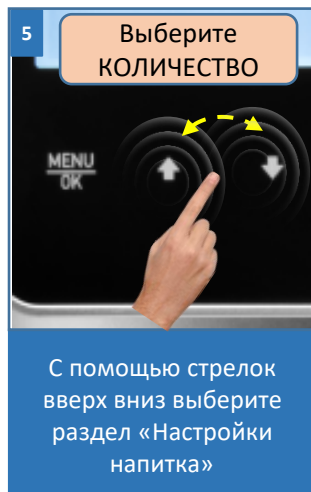 5
Выберите
КОЛИЧЕСТВО
MENU
OK
С помощью стрелок
вверх вниз выберите
раздел «Настройки
напитка»